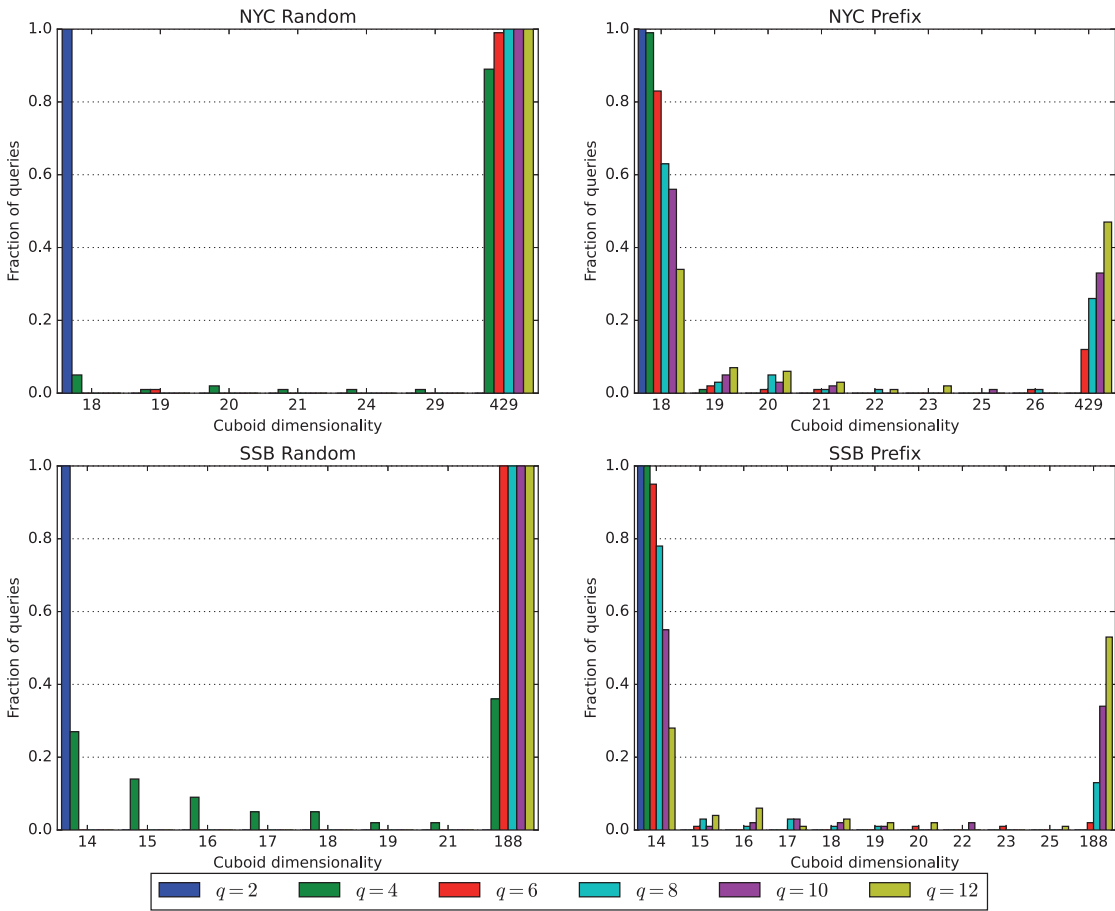 NYC Random
Fraction of queries
1.0
0.8
0.6
0.4
0.2
0.0
18 19 20 21 24 29 429
Cuboid dimensionality
NYC Prefix
Fraction of queries
1.0
0.8
0.6
0.4
0.2
0.0
18 19 20 21 22 23 25 26 429
Cuboid dimensionality
SSB Random
Fraction of queries
1.0
0.8
0.6
0.4
0.2
0.0
14 15 16 17 18 19 21 188
Cuboid dimensionality
SSB Prefix
Fraction of queries
1.0
0.8
0.6
0.4
0.2
0.0
14 15 16 17 18 19 20 22 23 25 188
Cuboid dimensionality
q = 2 q = 4 q = 6 q = 8 q = 10 q = 12